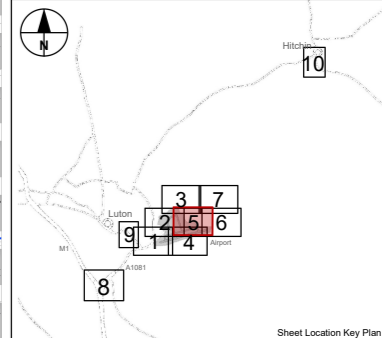 N
Hitchin
10
3 7
Luton
2 5 6
9 1 4
Airport
M1
A1081
8
Sheet Location Key Plan